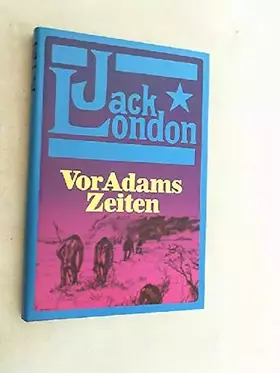 Jack
London
Vor Adams
Zeiten